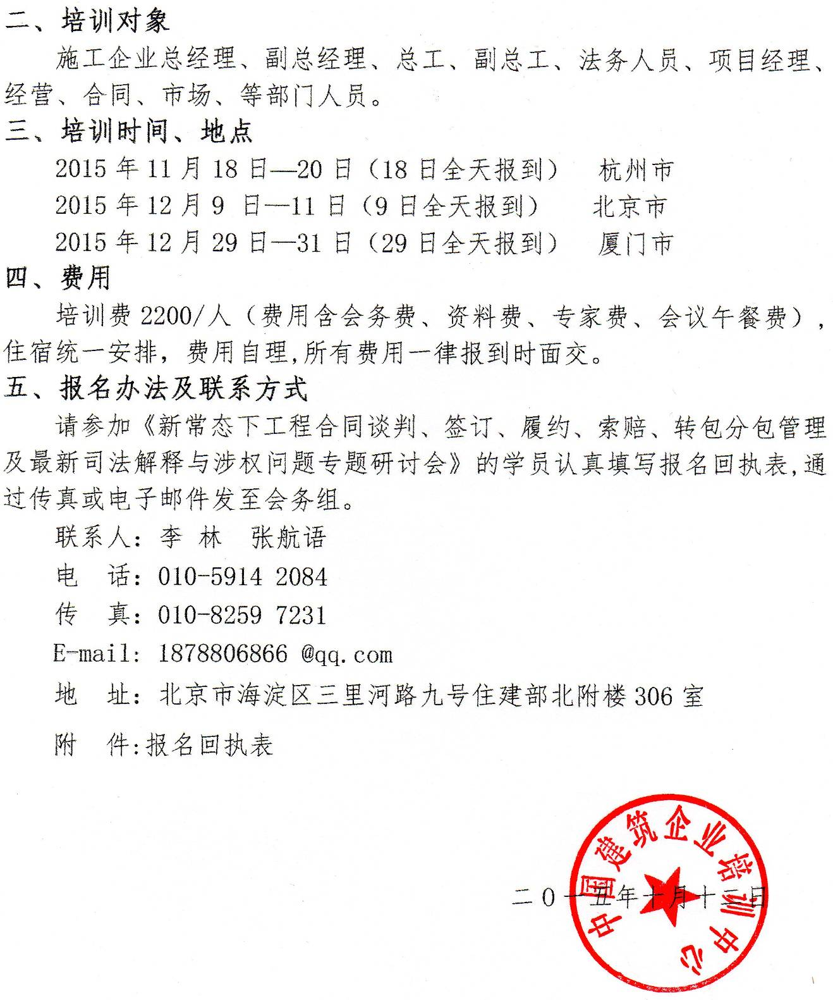 二、培训对象
施工企业总经理、副总经理、总工、副总工、法务人员、项目经理、
经营、合同、市场、等部门人员。
三、培训时间、地点
2015 年 11 月 18 日—20 日（18 日全天报到） 杭州市
2015 年 12 月 9 日—11 日（9 日全天报到） 北京市
2015 年 12 月 29 日—31 日（29 日全天报到） 厦门市
四、费用
培训费 2200/人（费用含会务费、资料费、专家费、会议午餐费），
住宿统一安排，费用自理,所有费用一律报到时面交。
五、报名办法及联系方式
请参加《新常态下工程合同谈判、签订、履约、索赔、转包分包管理
及最新司法解释与涉权问题专题研讨会》的学员认真填写报名回执表,通
过传真或电子邮件发至会务组。
联系人：李 林 张航语
电 话：010-5914 2084
传 真：010-8259 7231
E-mail: 1878806866 @qq.com
地 址：北京市海淀区三里河路九号住建部北附楼 306 室
附 件:报名回执表
中国建筑企业培训中心
二０一五年十月十二日